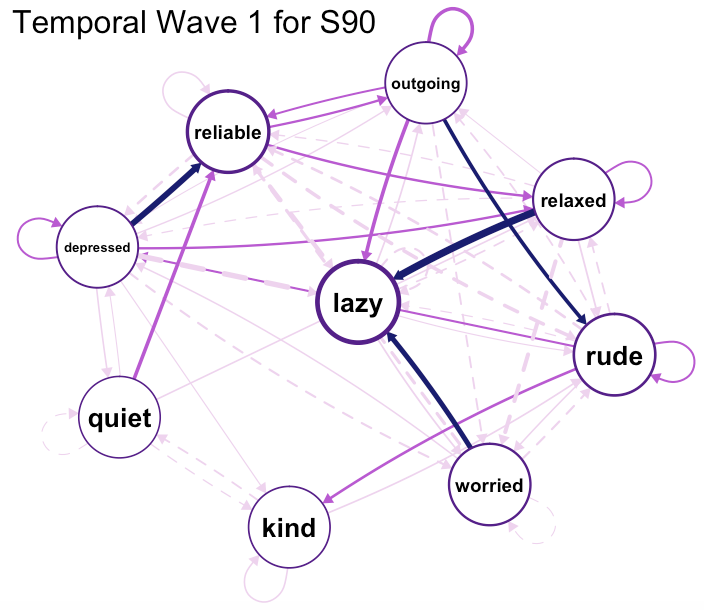 Temporal Wave 1 for S90
outgoing
reliable
relaxed
depressed
lazy
rude
quiet
worried
kind